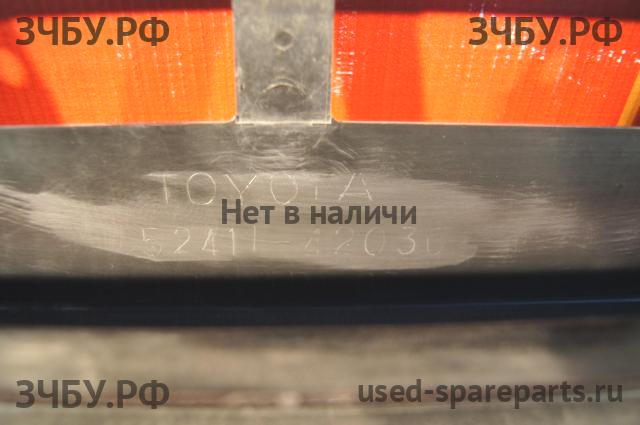 ЗЧБУ.РФ ЗЧБУ.РФ
TOYOTA
Нет в наличи
52411-42030
ЗЧБУ.РФ used-spareparts.ru